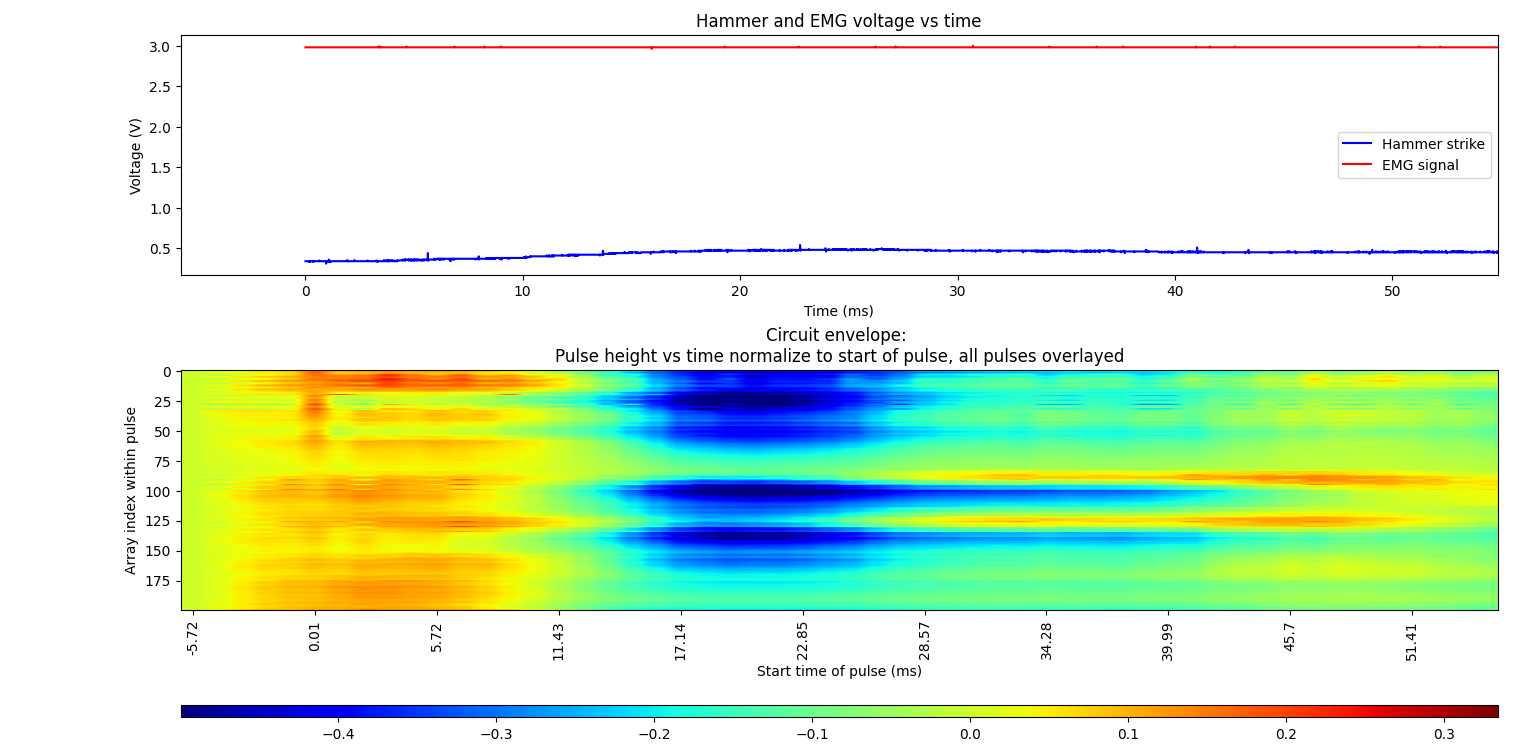 Hammer and EMG voltage vs time
3.0
2.5
2.0
1.5
1.0
0.5
Voltage (V)
Hammer strike
EMG signal
0 10 20 30 40 50
Time (ms)
Circuit envelope:
Pulse height vs time normalize to start of pulse, all pulses overlayed
0
25
50
75
100
125
150
175
Array index within pulse
-5.72 0.01 5.72 11.43 17.14 22.85 28.57 34.28 39.99 45.7 51.41
Start time of pulse (ms)
−0.4 −0.3 −0.2 −0.1 0.0 0.1 0.2 0.3